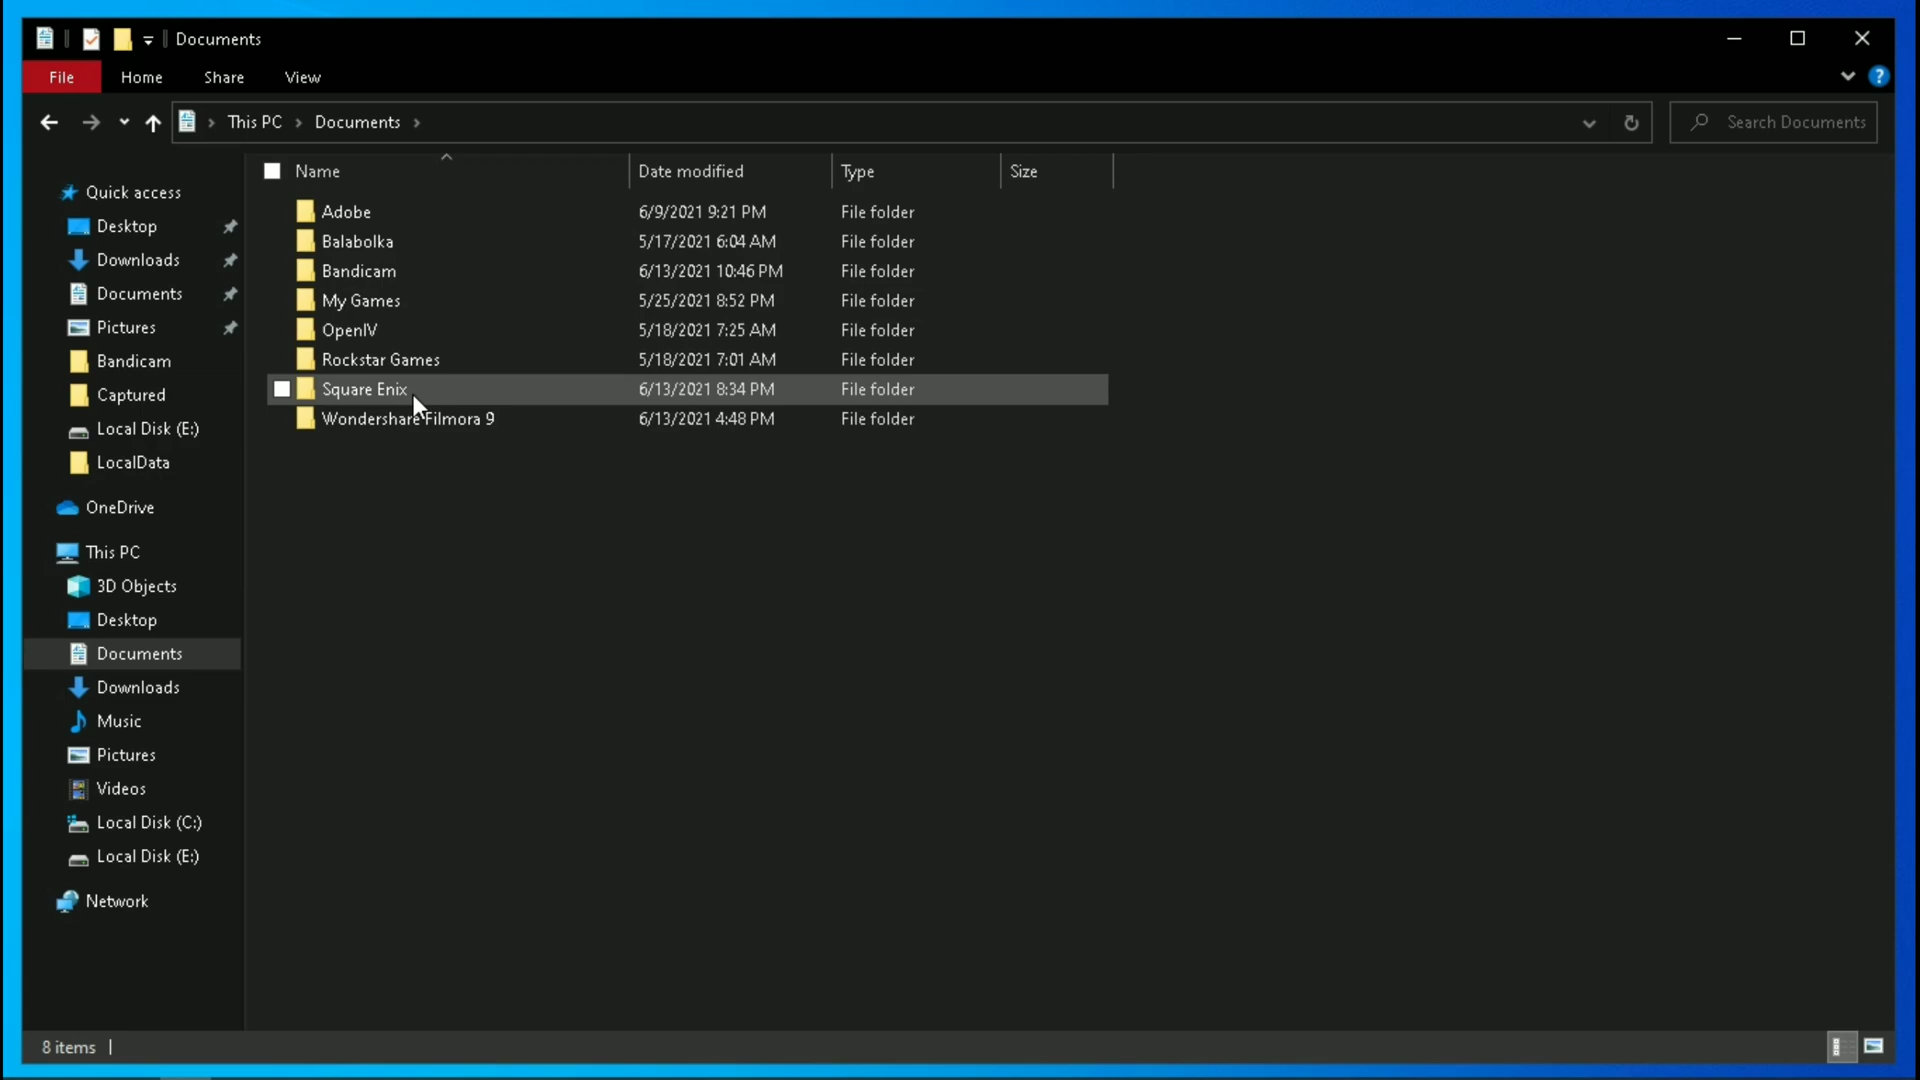 Documents
File Home Share View
This PC Documents Search Documents
Name Date modified Type Size
Adobe 6/9/2021 9:21 PM File folder
Balabolka 5/17/2021 6:04 AM File folder
Bandicam 6/13/2021 10:46 PM File folder
My Games 5/25/2021 8:52 PM File folder
OpenIV 5/18/2021 7:25 AM File folder
Rockstar Games 5/18/2021 7:01 AM File folder
Square Enix 6/13/2021 8:34 PM File folder
Wondershare Filmora 9 6/13/2021 4:48 PM File folder
Quick access
Desktop
Downloads
Documents
Pictures
Bandicam
Captured
Local Disk (E:)
LocalData
OneDrive
This PC
3D Objects
Desktop
Documents
Downloads
Music
Pictures
Videos
Local Disk (C:)
Local Disk (E:)
Network
8 items